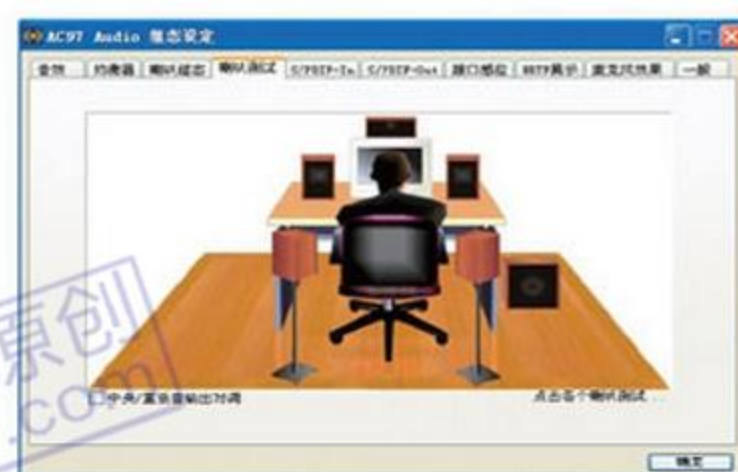 AC97 Audio 组态设定
音效 均衡器 喇叭组态 喇叭测试 S/PDIF-In S/PDIF-Out 接口感应 HRTF展示 麦克风效果 一般
中央/重低音输出对调
点击各个喇叭测试...
确定
原创
.com